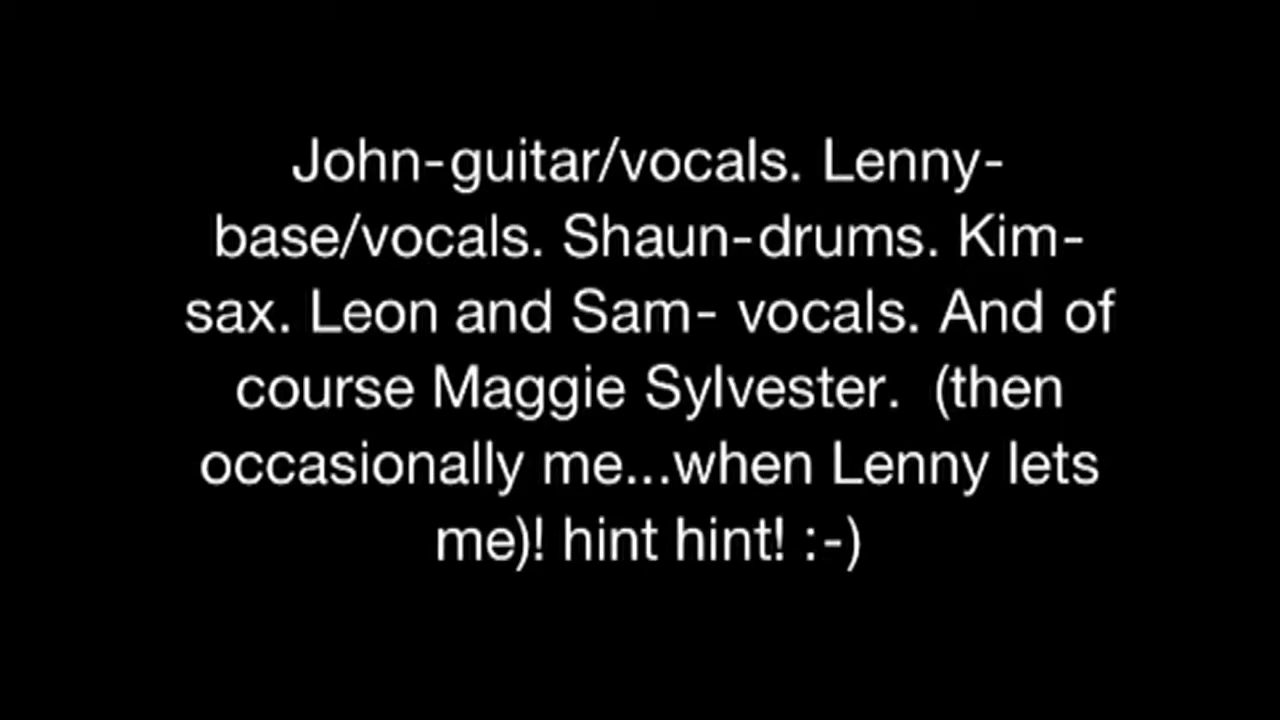 John-guitar/vocals. Lenny-
base/vocals. Shaun-drums. Kim-
sax. Leon and Sam- vocals. And of
course Maggie Sylvester.  (then
occasionally me...when Lenny lets
me)! hint hint! :-)